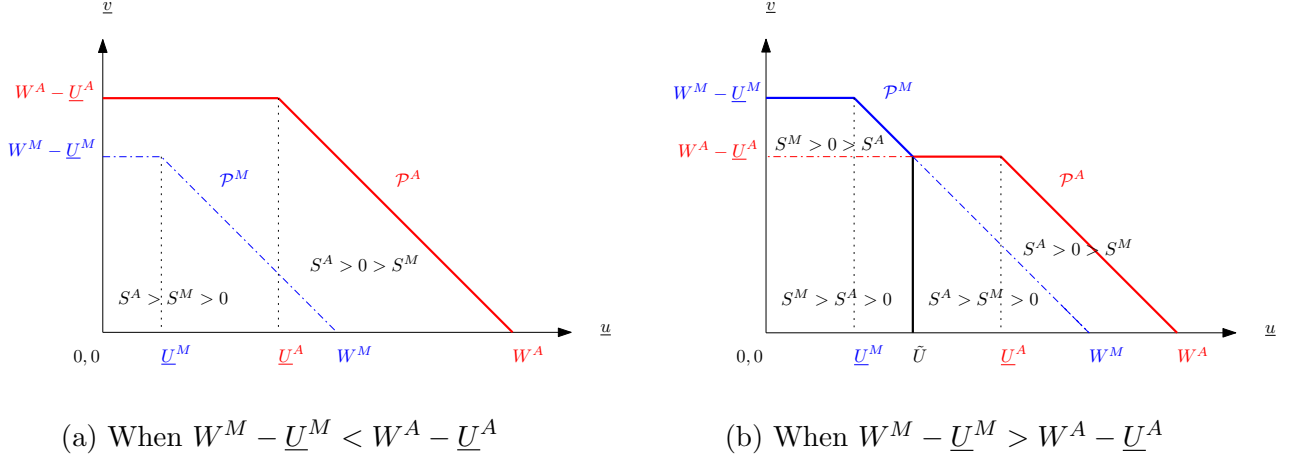 v̲
W^A − U̲^A
W^M − U̲^M
𝒫^M
𝒫^A
S^A > 0 > S^M
S^A > S^M > 0
u̲
0, 0
U̲^M
U̲^A
W^M
W^A
(a) When W^M − U̲^M < W^A − U̲^A
v̲
W^M − U̲^M
𝒫^M
S^M > 0 > S^A
W^A − U̲^A
𝒫^A
S^A > 0 > S^M
S^M > S^A > 0
S^A > S^M > 0
u̲
0, 0
U̲^M
Ũ
U̲^A
W^M
W^A
(b) When W^M − U̲^M > W^A − U̲^A